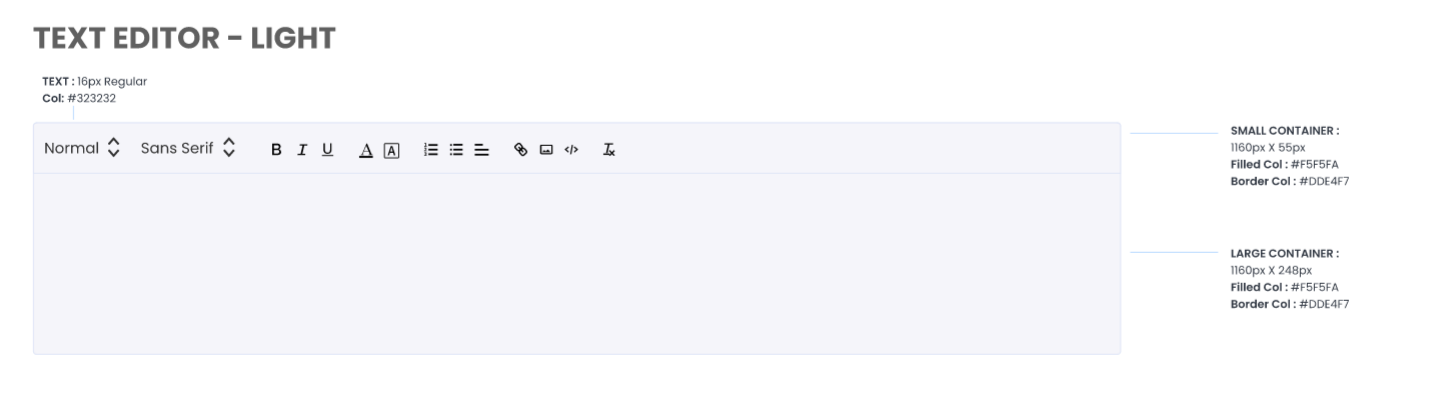 TEXT EDITOR - LIGHT
TEXT : 16px Regular
Col: #323232
Normal Sans Serif B I U A A </>
SMALL CONTAINER :
1160px X 55px
Filled Col : #F5F5FA
Border Col : #DDE4F7
LARGE CONTAINER :
1160px X 248px
Filled Col : #F5F5FA
Border Col : #DDE4F7